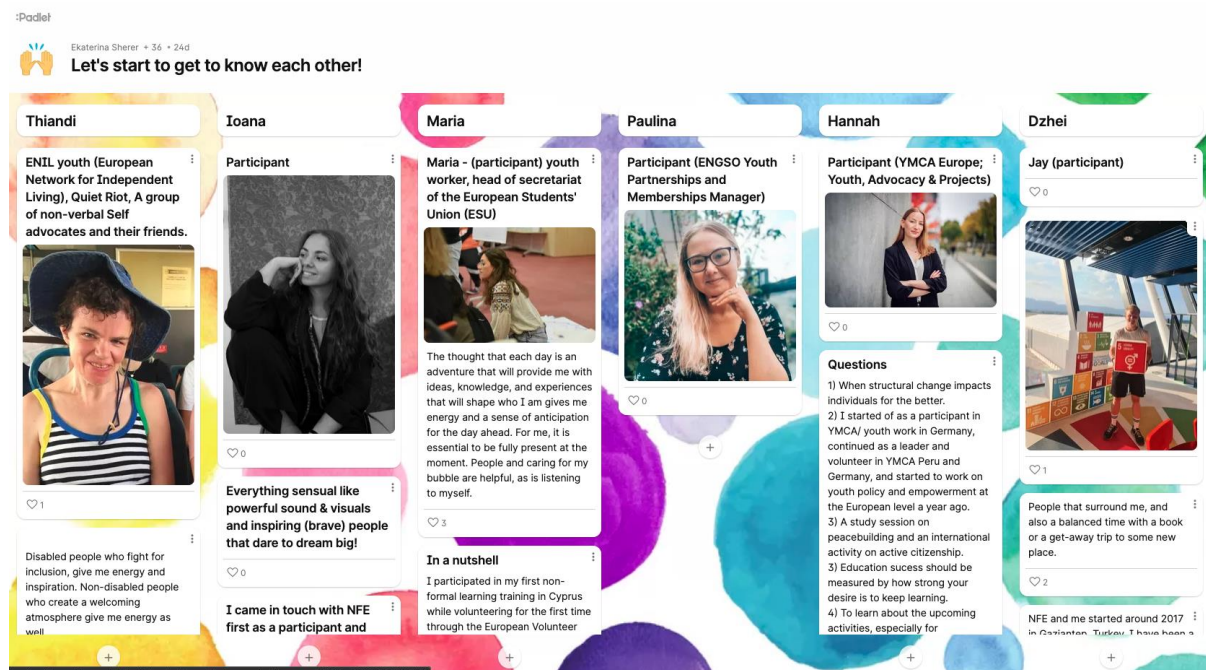 :Padlet
Ekaterina Sherer + 36 • 24d
Let's start to get to know each other!
Thiandi
ENIL youth (European
Network for Independent
Living), Quiet Riot, A group
of non-verbal Self
advocates and their friends.
1
Disabled people who fight for
inclusion, give me energy and
inspiration. Non-disabled people
who create a welcoming
atmosphere give me energy as
well
Ioana
Participant
0
Everything sensual like
powerful sound & visuals
and inspiring (brave) people
that dare to dream big!
0
I came in touch with NFE
first as a participant and
Maria
Maria - (participant) youth
worker, head of secretariat
of the European Students'
Union (ESU)
The thought that each day is an
adventure that will provide me with
ideas, knowledge, and experiences
that will shape who I am gives me
energy and a sense of anticipation
for the day ahead. For me, it is
essential to be fully present at the
moment. People and caring for my
bubble are helpful, as is listening
to myself.
3
In a nutshell
I participated in my first non-
formal learning training in Cyprus
while volunteering for the first time
through the European Volunteer
Paulina
Participant (ENGSO Youth
Partnerships and
Memberships Manager)
0
Hannah
Participant (YMCA Europe;
Youth, Advocacy & Projects)
0
Questions
1) When structural change impacts
individuals for the better.
2) I started of as a participant in
YMCA/ youth work in Germany,
continued as a leader and
volunteer in YMCA Peru and
Germany, and started to work on
youth policy and empowerment at
the European level a year ago.
3) A study session on
peacebuilding and an international
activity on active citizenship.
3) Education sucess should be
measured by how strong your
desire is to keep learning.
4) To learn about the upcoming
activities, especially for
Dzhei
Jay (participant)
0
1
People that surround me, and
also a balanced time with a book
or a get-away trip to some new
place.
2
NFE and me started around 2017
in Gaziantep, Turkey. I have been a